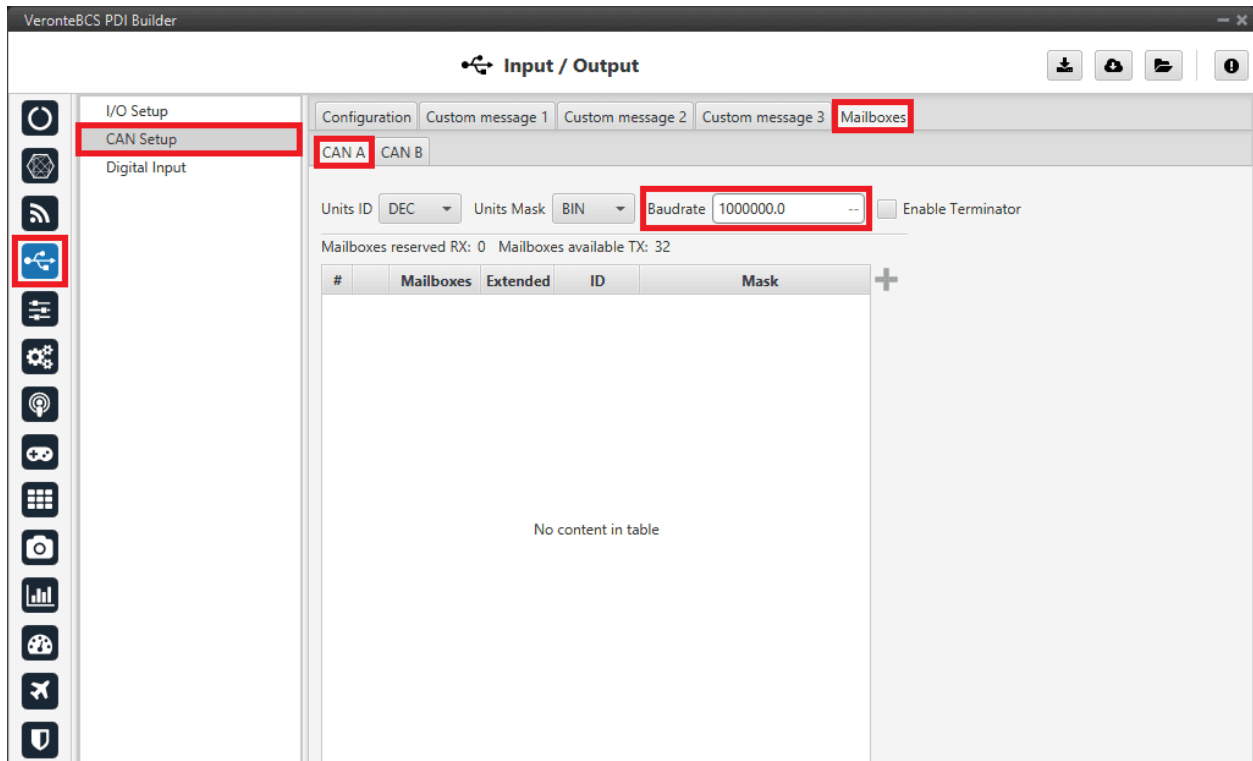 VeronteBCS PDI Builder
Input / Output
I/O Setup
CAN Setup
Digital Input
Configuration Custom message 1 Custom message 2 Custom message 3 Mailboxes
CAN A CAN B
Units ID DEC Units Mask BIN Baudrate 1000000.0 -- Enable Terminator
Mailboxes reserved RX: 0 Mailboxes available TX: 32
# Mailboxes Extended ID Mask
No content in table